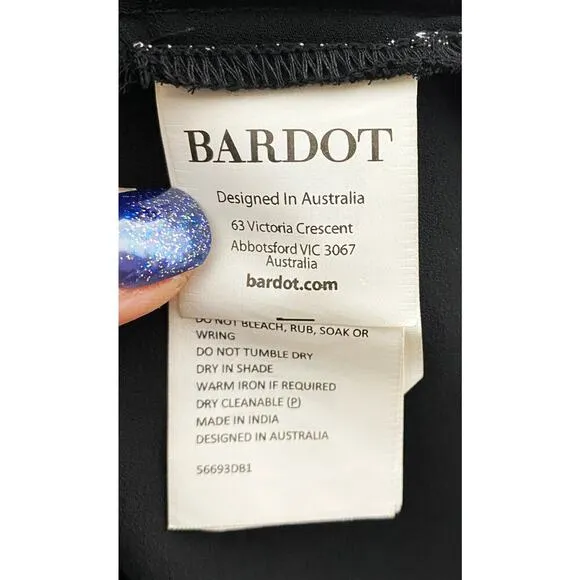 BARDOT
Designed In Australia
63 Victoria Crescent
Abbotsford VIC 3067
Australia
bardot.com
DO NOT BLEACH, RUB, SOAK OR
WRING
DO NOT TUMBLE DRY
DRY IN SHADE
WARM IRON IF REQUIRED
DRY CLEANABLE (P)
MADE IN INDIA
DESIGNED IN AUSTRALIA
56693DB1